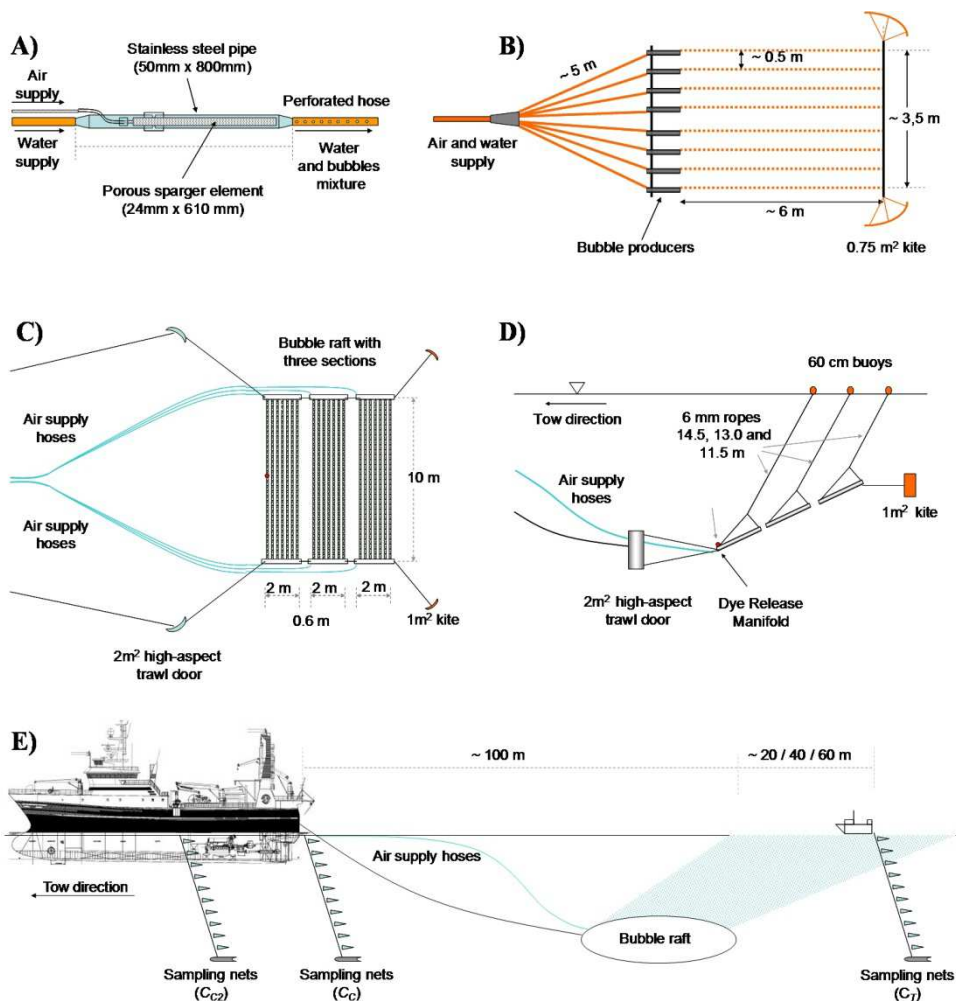 A)
Stainless steel pipe
(50mm x 800mm)
Air
supply
Perforated hose
Water
supply
Water
and bubbles
mixture
Porous sparger element
(24mm x 610 mm)
B)
~ 5 m
~ 0.5 m
~ 3,5 m
Air and water
supply
~ 6 m
Bubble producers
0.75 m² kite
C)
Bubble raft with
three sections
Air supply
hoses
10 m
Air supply
hoses
2 m
2 m
2 m
0.6 m
1m² kite
2m² high-aspect
trawl door
D)
60 cm buoys
Tow direction
6 mm ropes
14.5, 13.0 and
11.5 m
Air supply
hoses
1m² kite
2m² high-aspect
trawl door
Dye Release
Manifold
E)
~ 100 m
~ 20 / 40 / 60 m
Air supply hoses
Tow direction
Bubble raft
Sampling nets
(C_C2)
Sampling nets
(C_C)
Sampling nets
(C_T)